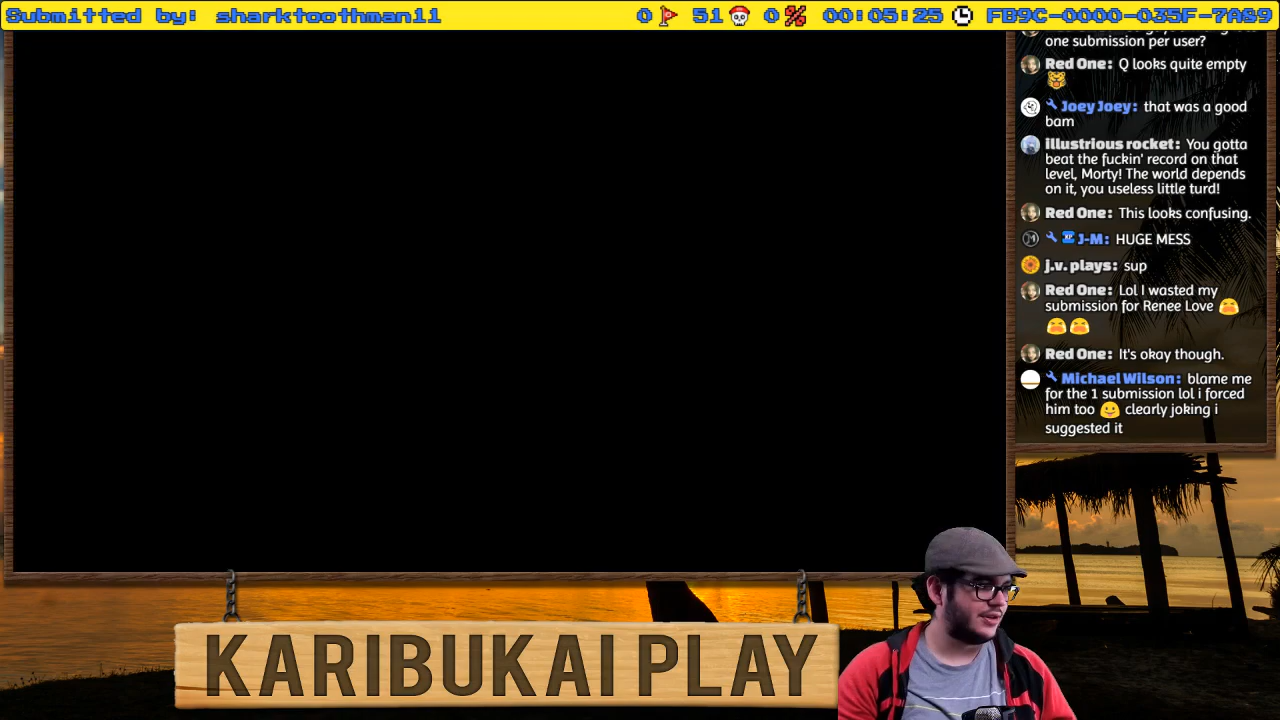 Submitted by: sharktoothman11
0 51 0 00:05:25 FB9C-0000-035F-7A89
one submission per user?
Red One: Q looks quite empty
Joey Joey: that was a good
bam
illustrious rocket: You gotta
beat the fuckin' record on that
level, Morty! The world depends
on it, you useless little turd!
Red One: This looks confusing.
J-M: HUGE MESS
j.v. plays: sup
Red One: Lol I wasted my
submission for Renee Love
Red One: It's okay though.
Michael Wilson: blame me
for the 1 submission lol i forced
him too clearly joking i
suggested it
KARIBUKAI PLAY